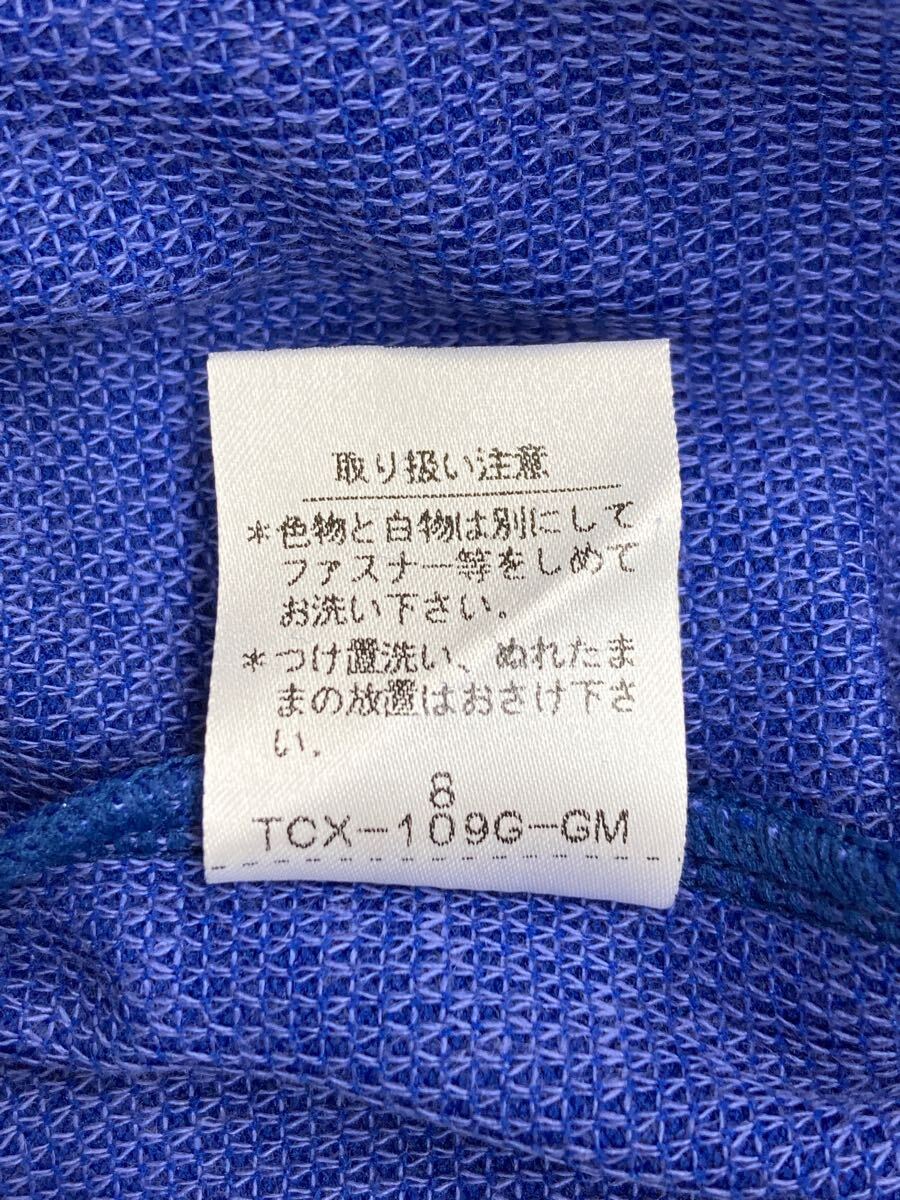 取り扱い注意
*色物と白物は別にして
ファスナー等をしめて
お洗い下さい。
*つけ置洗い、ぬれたま
まの放置はおさけ下さ
い。
8
TCX-109G-GM